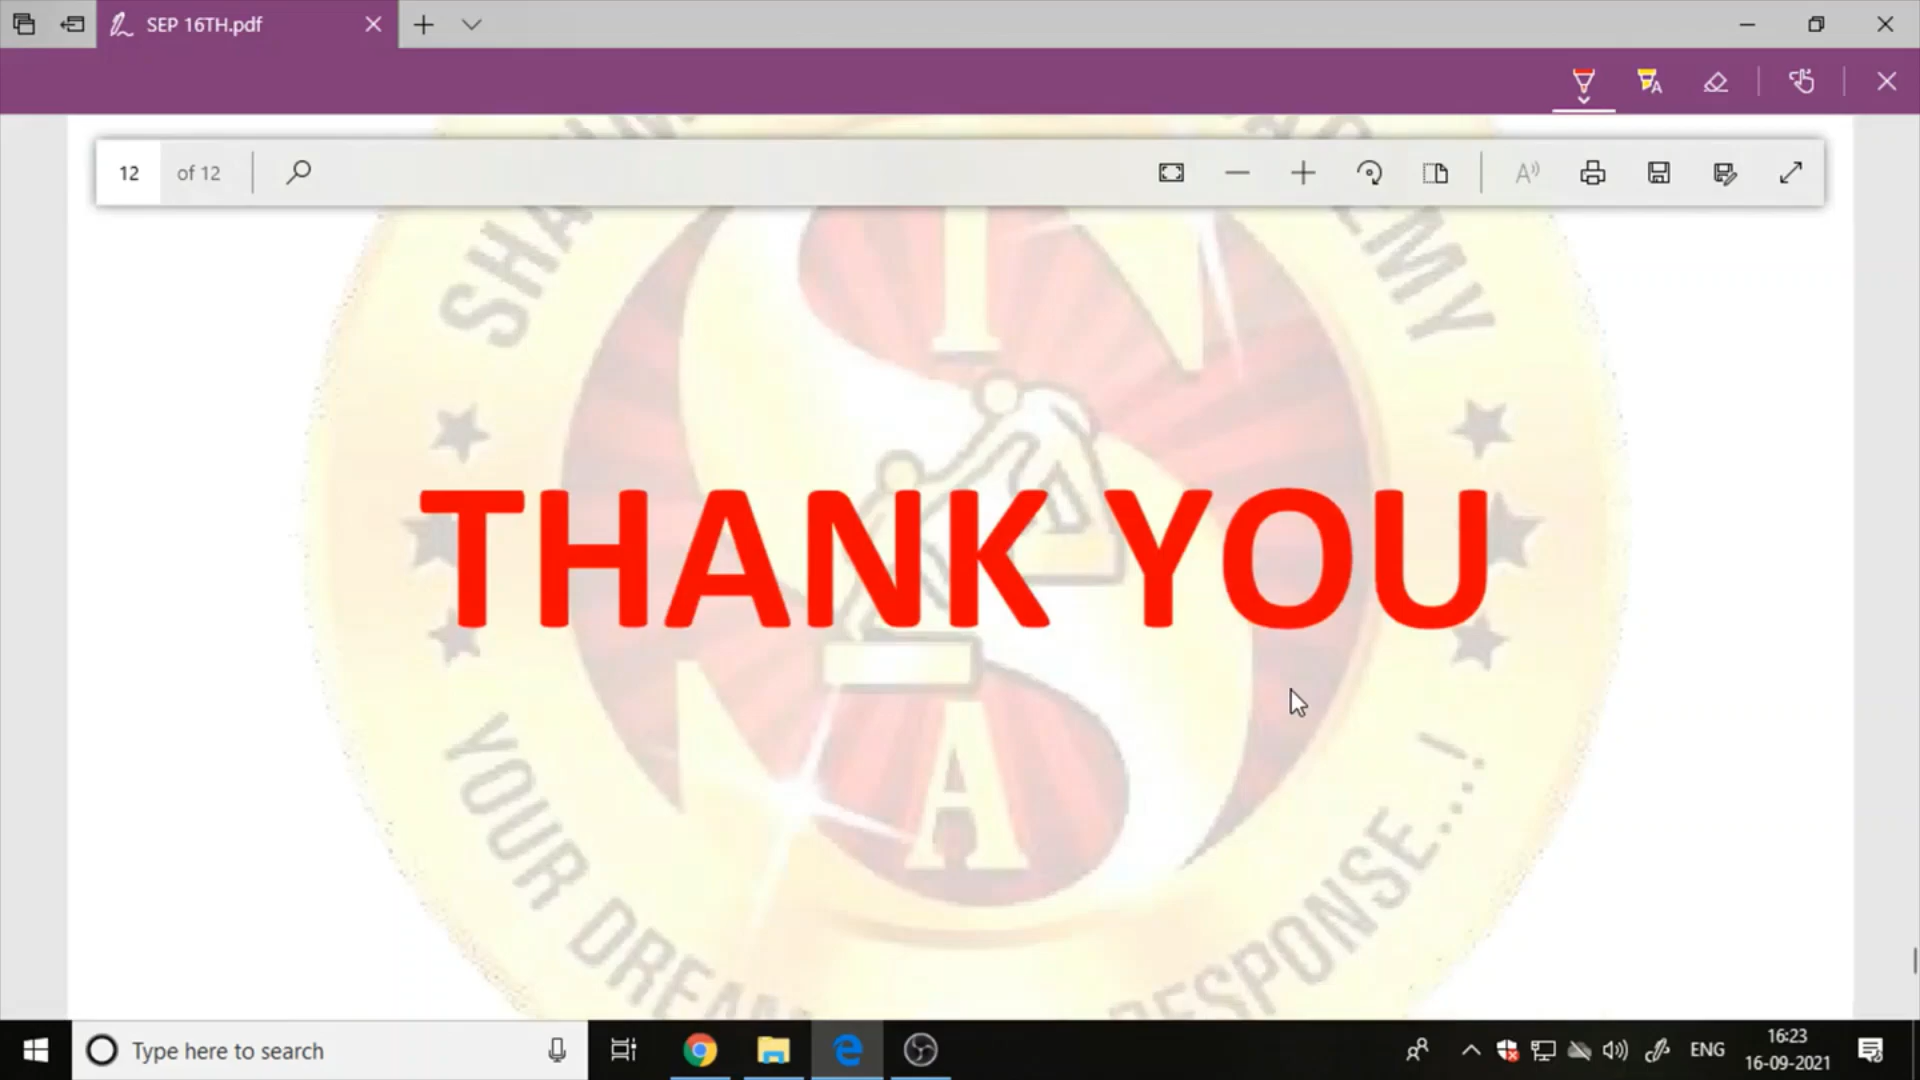 SEP 16TH.pdf
12 of 12
THANK YOU
A
YOUR DREAM
RESPONSE...!
Type here to search
ENG
16:23
16-09-2021